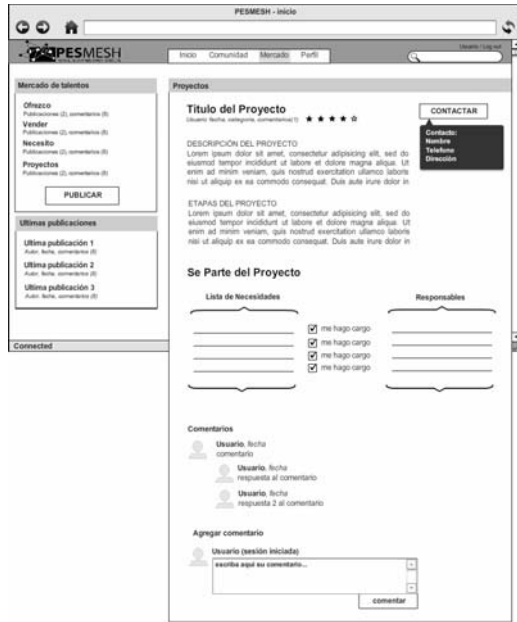 PESMESH - inicio
PESMESH
Inicio Comunidad Mercado Perfil
Usuario / Log out
Mercado de talentos
Ofrezco
Publicaciones (2), comentarios (8)
Vender
Publicaciones (2), comentarios (8)
Necesito
Publicaciones (2), comentarios (8)
Proyectos
Publicaciones (2), comentarios (8)
PUBLICAR
Ultimas publicaciones
Ultima publicación 1
Autor, fecha, comentarios (8)
Ultima publicación 2
Autor, fecha, comentarios (8)
Ultima publicación 3
Autor, fecha, comentarios (8)
Connected
Proyectos
Titulo del Proyecto
Usuario fecha, categoria, comentarios(1)
CONTACTAR
Contacto:
Nombre
Telefono
Dirección
DESCRIPCIÓN DEL PROYECTO
Lorem ipsum dolor sit amet, consectetur adipisicing elit, sed do
eiusmod tempor incididunt ut labore et dolore magna aliqua. Ut
enim ad minim veniam, quis nostrud exercitation ullamco laboris
nisi ut aliquip ex ea commodo consequat. Duis aute irure dolor in
ETAPAS DEL PROYECTO
Lorem ipsum dolor sit amet, consectetur adipisicing elit, sed do
eiusmod tempor incididunt ut labore et dolore magna aliqua. Ut
enim ad minim veniam, quis nostrud exercitation ullamco laboris
nisi ut aliquip ex ea commodo consequat. Duis aute irure dolor in
Se Parte del Proyecto
Lista de Necesidades
Responsables
me hago cargo
me hago cargo
me hago cargo
me hago cargo
Comentarios
Usuario, fecha
comentario
Usuario, fecha
respuesta al comentario
Usuario, fecha
respuesta 2 al comentario
Agregar comentario
Usuario (sesión iniciada)
escriba aqui su comentario...
comentar